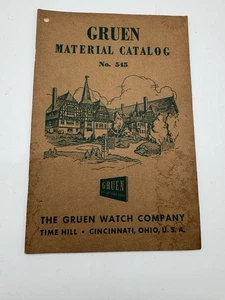 GRUEN
MATERIAL CATALOG
No. 545
GRUEN
THE GRUEN WATCH COMPANY
TIME HILL • CINCINNATI, OHIO, U.S.A.